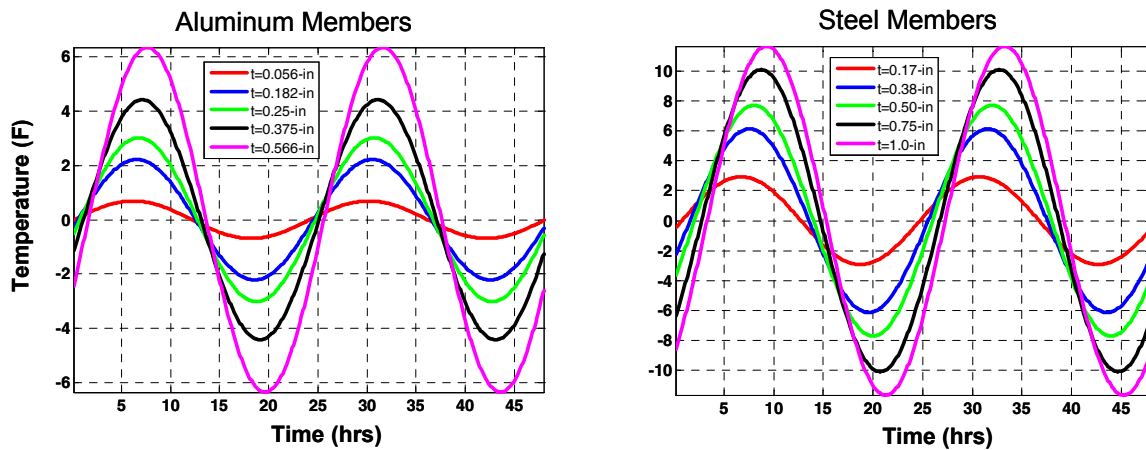 Aluminum Members
Temperature (F)
6
4
2
0
-2
-4
-6
t=0.056-in
t=0.182-in
t=0.25-in
t=0.375-in
t=0.566-in
5 10 15 20 25 30 35 40 45
Time (hrs)
Steel Members
10
8
6
4
2
0
-2
-4
-6
-8
-10
t=0.17-in
t=0.38-in
t=0.50-in
t=0.75-in
t=1.0-in
5 10 15 20 25 30 35 40 45
Time (hrs)